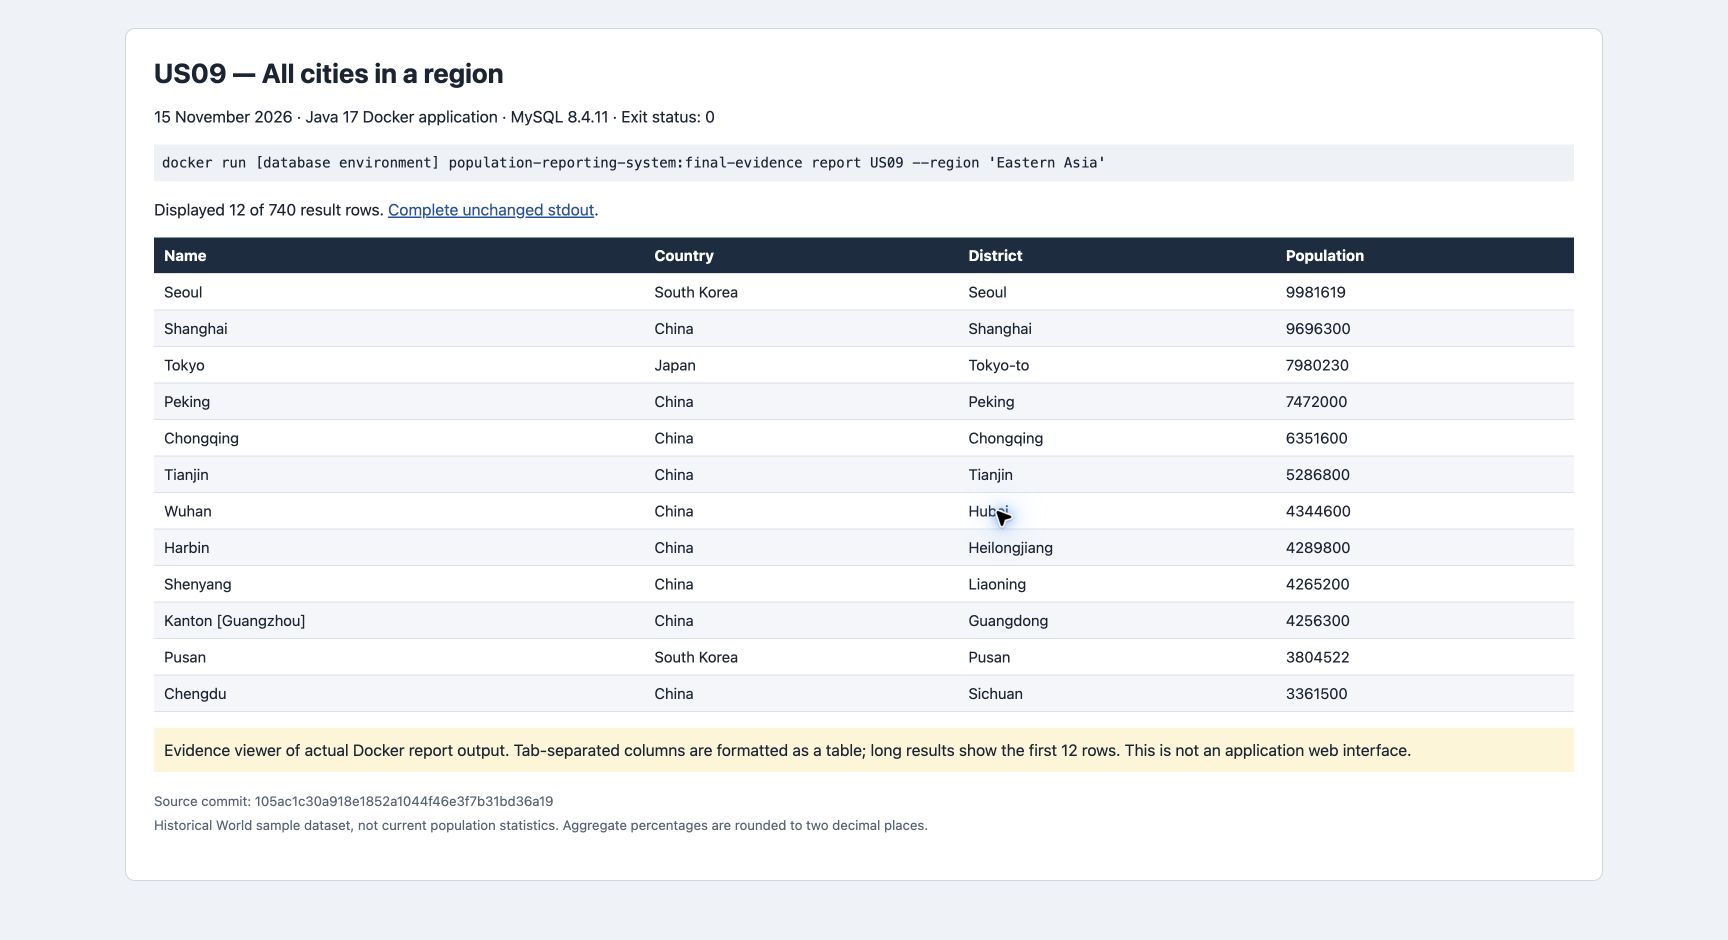 US09 — All cities in a region
15 November 2026 · Java 17 Docker application · MySQL 8.4.11 · Exit status: 0
docker run [database environment] population-reporting-system:final-evidence report US09 --region 'Eastern Asia'
Displayed 12 of 740 result rows. Complete unchanged stdout.
Name Country District Population
Seoul South Korea Seoul 9981619
Shanghai China Shanghai 9696300
Tokyo Japan Tokyo-to 7980230
Peking China Peking 7472000
Chongqing China Chongqing 6351600
Tianjin China Tianjin 5286800
Wuhan China Hubei 4344600
Harbin China Heilongjiang 4289800
Shenyang China Liaoning 4265200
Kanton [Guangzhou] China Guangdong 4256300
Pusan South Korea Pusan 3804522
Chengdu China Sichuan 3361500
Evidence viewer of actual Docker report output. Tab-separated columns are formatted as a table; long results show the first 12 rows. This is not an application web interface.
Source commit: 105ac1c30a918e1852a1044f46e3f7b31bd36a19
Historical World sample dataset, not current population statistics. Aggregate percentages are rounded to two decimal places.